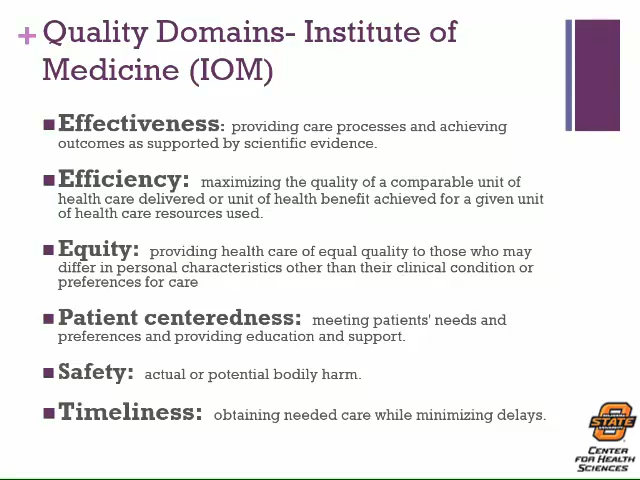 + Quality Domains- Institute of
Medicine (IOM)
Effectiveness: providing care processes and achieving
outcomes as supported by scientific evidence.
Efficiency: maximizing the quality of a comparable unit of
health care delivered or unit of health benefit achieved for a given unit
of health care resources used.
Equity: providing health care of equal quality to those who may
differ in personal characteristics other than their clinical condition or
preferences for care
Patient centeredness: meeting patients' needs and
preferences and providing education and support.
Safety: actual or potential bodily harm.
Timeliness: obtaining needed care while minimizing delays.
STATE
CENTER
FOR HEALTH
SCIENCES